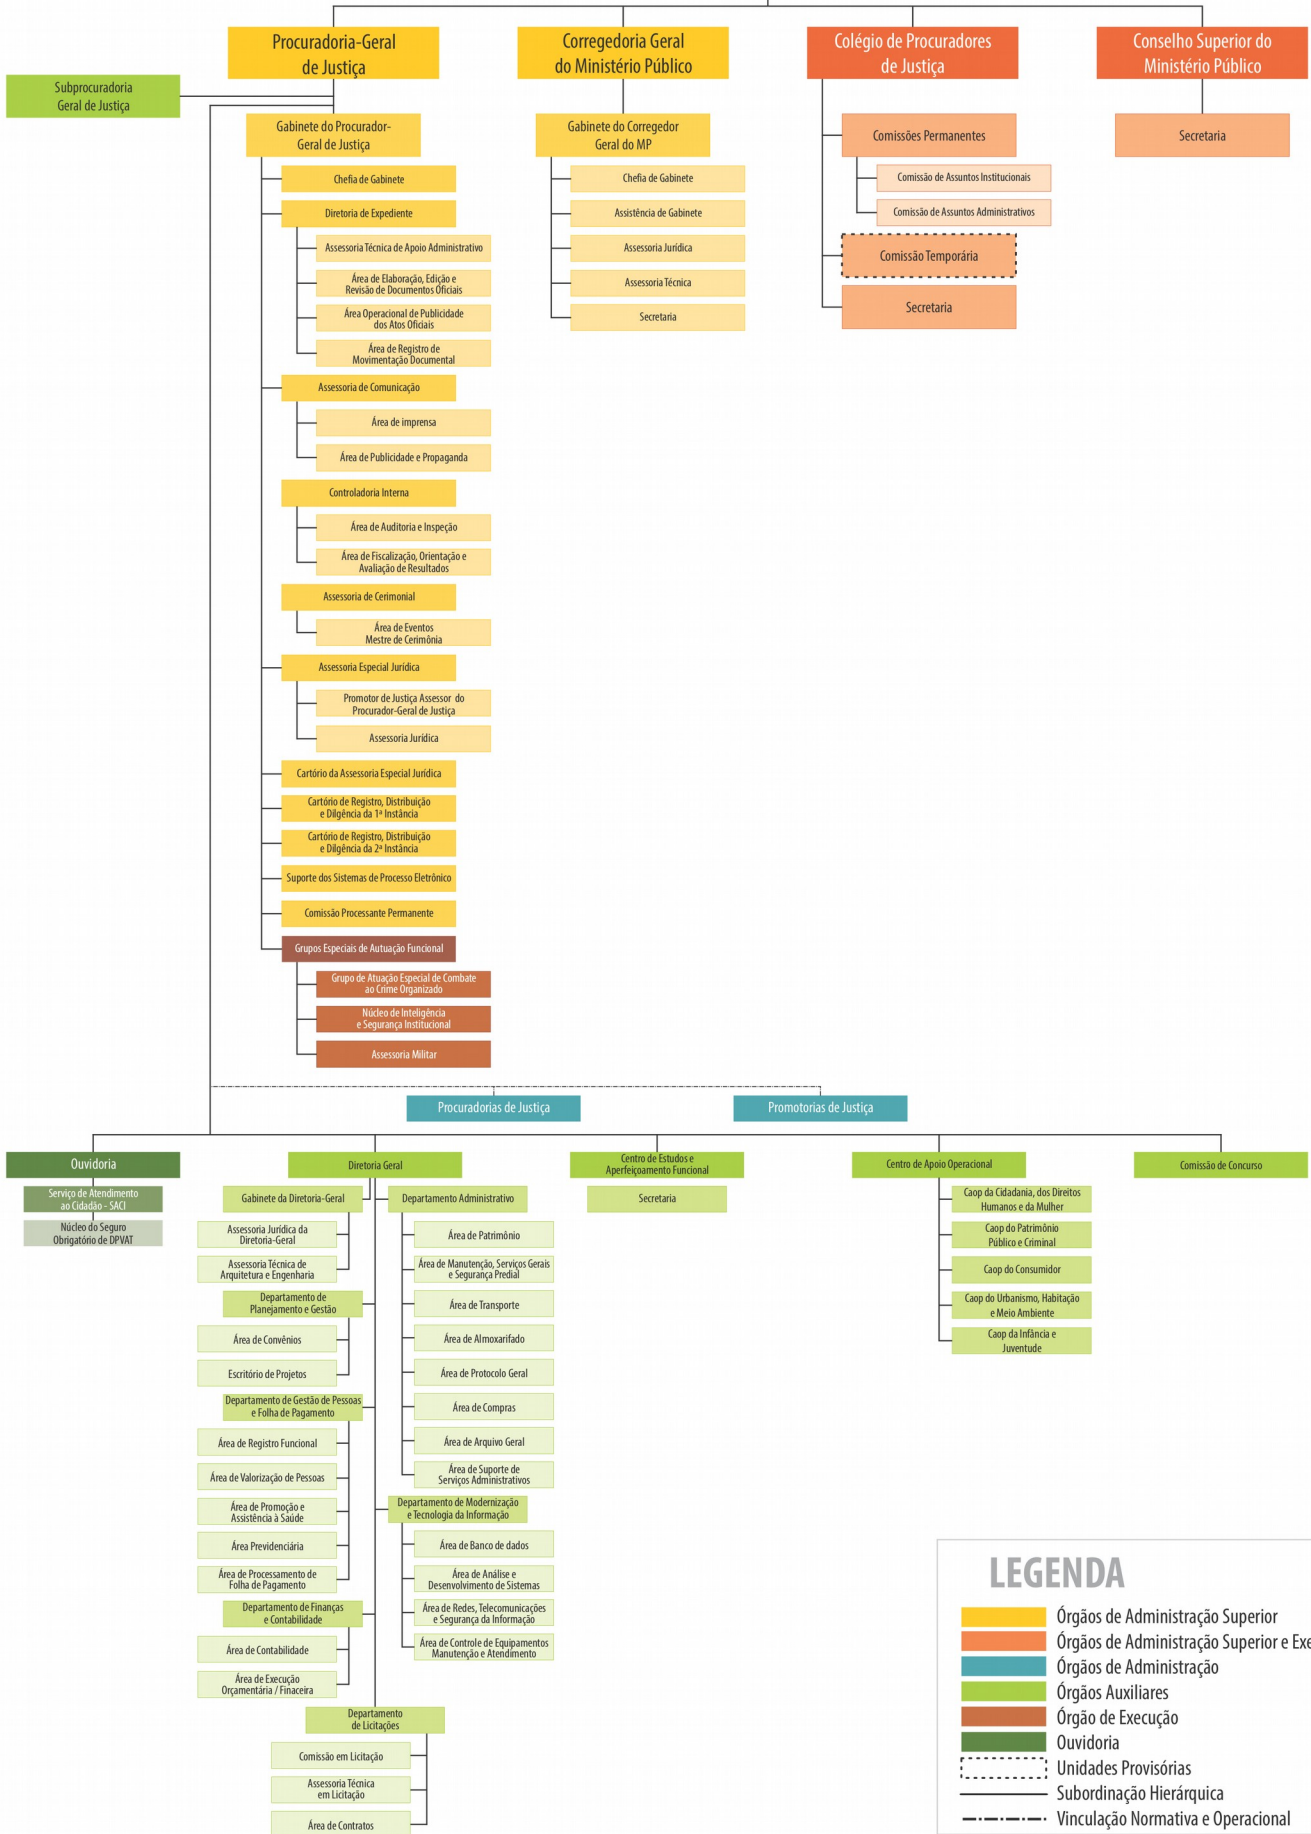 Procuradoria-Geral
de Justiça
Corregedoria Geral
do Ministério Público
Colégio de Procuradores
de Justiça
Conselho Superior do
Ministério Público
Subprocuradoria
Geral de Justiça
Gabinete do Procurador-
Geral de Justiça
Chefia de Gabinete
Diretoria de Expediente
Assessoria Técnica de Apoio Administrativo
Área de Elaboração, Edição e
Revisão de Documentos Oficiais
Área Operacional de Publicidade
dos Atos Oficiais
Área de Registro de
Movimentação Documental
Assessoria de Comunicação
Área de imprensa
Área de Publicidade e Propaganda
Controladoria Interna
Área de Auditoria e Inspeção
Área de Fiscalização, Orientação e
Avaliação de Resultados
Assessoria de Cerimonial
Área de Eventos
Mestre de Cerimônia
Assessoria Especial Jurídica
Promotor de Justiça Assessor do
Procurador-Geral de Justiça
Assessoria Jurídica
Cartório da Assessoria Especial Jurídica
Cartório de Registro, Distribuição
e Dilgência da 1ª Instância
Cartório de Registro, Distribuição
e Dilgência da 2ª Instância
Suporte dos Sistemas de Processo Eletrônico
Comissão Processante Permanente
Grupos Especiais de Autuação Funcional
Grupo de Atuação Especial de Combate
ao Crime Organizado
Núcleo de Inteligência
e Segurança Institucional
Assessoria Militar
Gabinete do Corregedor
Geral do MP
Chefia de Gabinete
Assistência de Gabinete
Assessoria Jurídica
Assessoria Técnica
Secretaria
Comissões Permanentes
Comissão de Assuntos Institucionais
Comissão de Assuntos Administrativos
Comissão Temporária
Secretaria
Secretaria
Procuradorias de Justiça
Promotorias de Justiça
Ouvidoria
Serviço de Atendimento
ao Cidadão - SACI
Núcleo do Seguro
Obrigatório de DPVAT
Diretoria Geral
Gabinete da Diretoria-Geral
Assessoria Jurídica da
Diretoria-Geral
Assessoria Técnica de
Arquitetura e Engenharia
Departamento de
Planejamento e Gestão
Área de Convênios
Escritório de Projetos
Departamento de Gestão de Pessoas
e Folha de Pagamento
Área de Registro Funcional
Área de Valorização de Pessoas
Área de Promoção e
Assistência à Saúde
Área Previdenciária
Área de Processamento de
Folha de Pagamento
Departamento de Finanças
e Contabilidade
Área de Contabilidade
Área de Execução
Orçamentária / Finaceira
Departamento
de Licitações
Comissão em Licitação
Assessoria Técnica
em Licitação
Área de Contratos
Departamento Administrativo
Área de Patrimônio
Área de Manutenção, Serviços Gerais
e Segurança Predial
Área de Transporte
Área de Almoxarifado
Área de Protocolo Geral
Área de Compras
Área de Arquivo Geral
Área de Suporte de
Serviços Administrativos
Departamento de Modernização
e Tecnologia da Informação
Área de Banco de dados
Área de Análise e
Desenvolvimento de Sistemas
Área de Redes, Telecomunicações
e Segurança da Informação
Área de Controle de Equipamentos
Manutenção e Atendimento
Centro de Estudos e
Aperfeiçoamento Funcional
Secretaria
Centro de Apoio Operacional
Caop da Cidadania, dos Direitos
Humanos e da Mulher
Caop do Patrimônio
Público e Criminal
Caop do Consumidor
Caop do Urbanismo, Habitação
e Meio Ambiente
Caop da Infância e
Juventude
Comissão de Concurso
LEGENDA
Órgãos de Administração Superior
Órgãos de Administração Superior e Exe
Órgãos de Administração
Órgãos Auxiliares
Órgão de Execução
Ouvidoria
Unidades Provisórias
Subordinação Hierárquica
Vinculação Normativa e Operacional